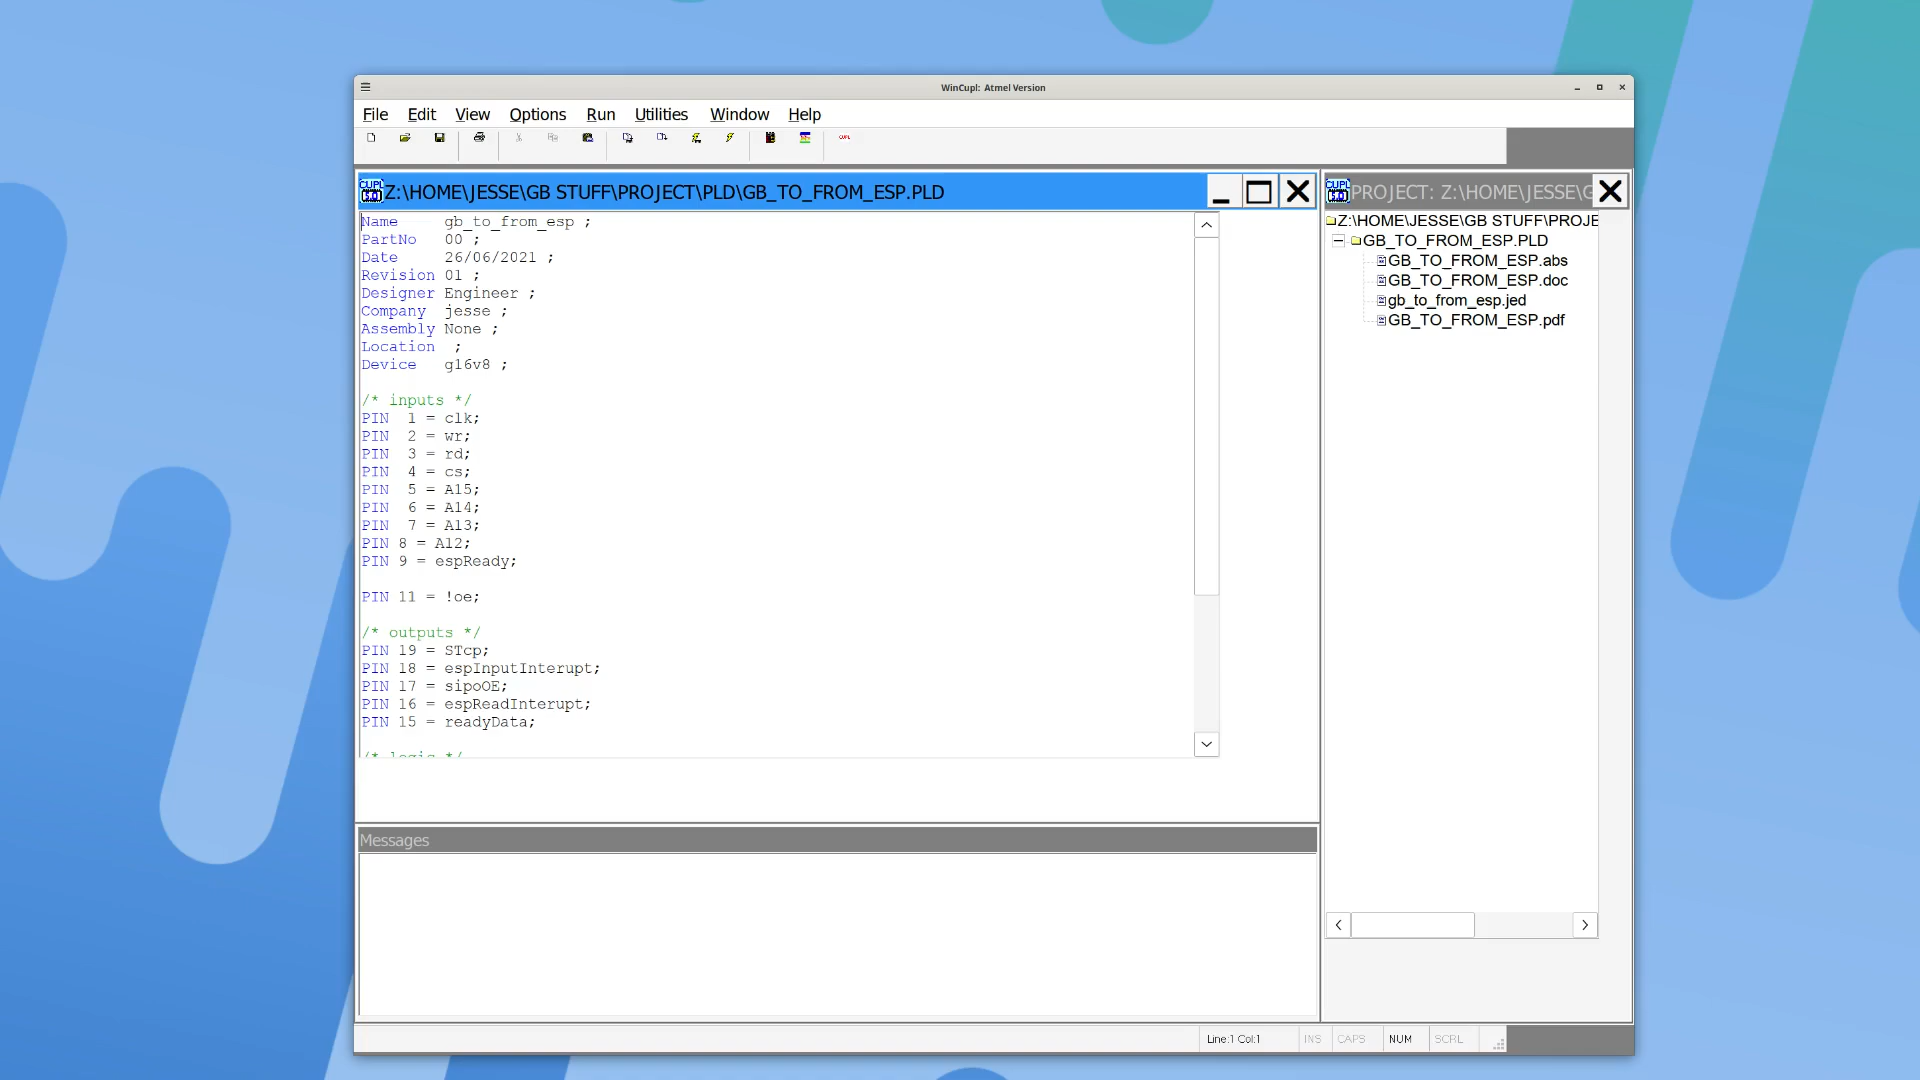 WinCupl: Atmel Version
File Edit View Options Run Utilities Window Help
CUPL
Z:\HOME\JESSE\GB STUFF\PROJECT\PLD\GB_TO_FROM_ESP.PLD
Name gb_to_from_esp ;
PartNo 00 ;
Date 26/06/2021 ;
Revision 01 ;
Designer Engineer ;
Company jesse ;
Assembly None ;
Location ;
Device g16v8 ;
/* inputs */
PIN 1 = clk;
PIN 2 = wr;
PIN 3 = rd;
PIN 4 = cs;
PIN 5 = A15;
PIN 6 = A14;
PIN 7 = A13;
PIN 8 = A12;
PIN 9 = espReady;
PIN 11 = !oe;
/* outputs */
PIN 19 = STcp;
PIN 18 = espInputInterupt;
PIN 17 = sipoOE;
PIN 16 = espReadInterupt;
PIN 15 = readyData;
/* logic */
Messages
PROJECT: Z:\HOME\JESSE\G
Z:\HOME\JESSE\GB STUFF\PROJE
GB_TO_FROM_ESP.PLD
GB_TO_FROM_ESP.abs
GB_TO_FROM_ESP.doc
gb_to_from_esp.jed
GB_TO_FROM_ESP.pdf
Line:1 Col:1 INS CAPS NUM SCRL